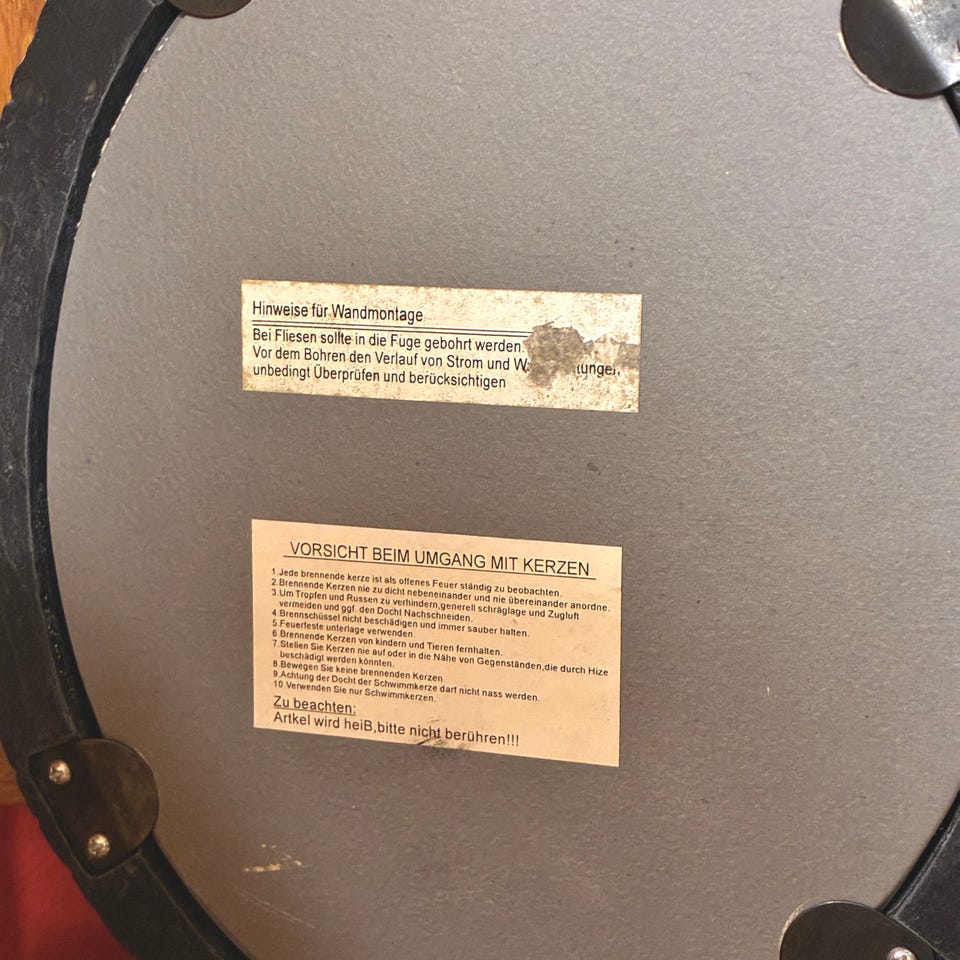 Hinweise für Wandmontage
Bei Fliesen sollte in die Fuge gebohrt werden.
Vor dem Bohren den Verlauf von Strom und
unbedingt Überprüfen und berücksichtigen
VORSICHT BEIM UMGANG MIT KERZEN
1.Jede brennende kerze ist als offenes Feuer ständig zu beobachten.
2.Brennende Kerzen nie zu dicht nebeneinander und nie übereinander anordne.
3.Um Tropfen und Russen zu verhindern,generell schräglage und Zugluft
vermeiden und ggf. den Docht Nachschneiden.
4.Brennschüssel nicht beschädigen und immer sauber halten.
5.Feuerfeste unterlage verwenden
6.Brennende Kerzen von kindern und Tieren fernhalten.
7.Stellen Sie Kerzen nie auf oder in die Nähe von Gegenständen,die durch Hize
beschädigt werden könnten.
8.Bewegen Sie keine brennenden Kerzen
9.Achtung der Docht der Schwimmkerze darf nicht nass werden.
10.Verwenden Sie nur Schwimmkerzen.
Zu beachten:
Artkel wird heiB,bitte nicht berühren!!!